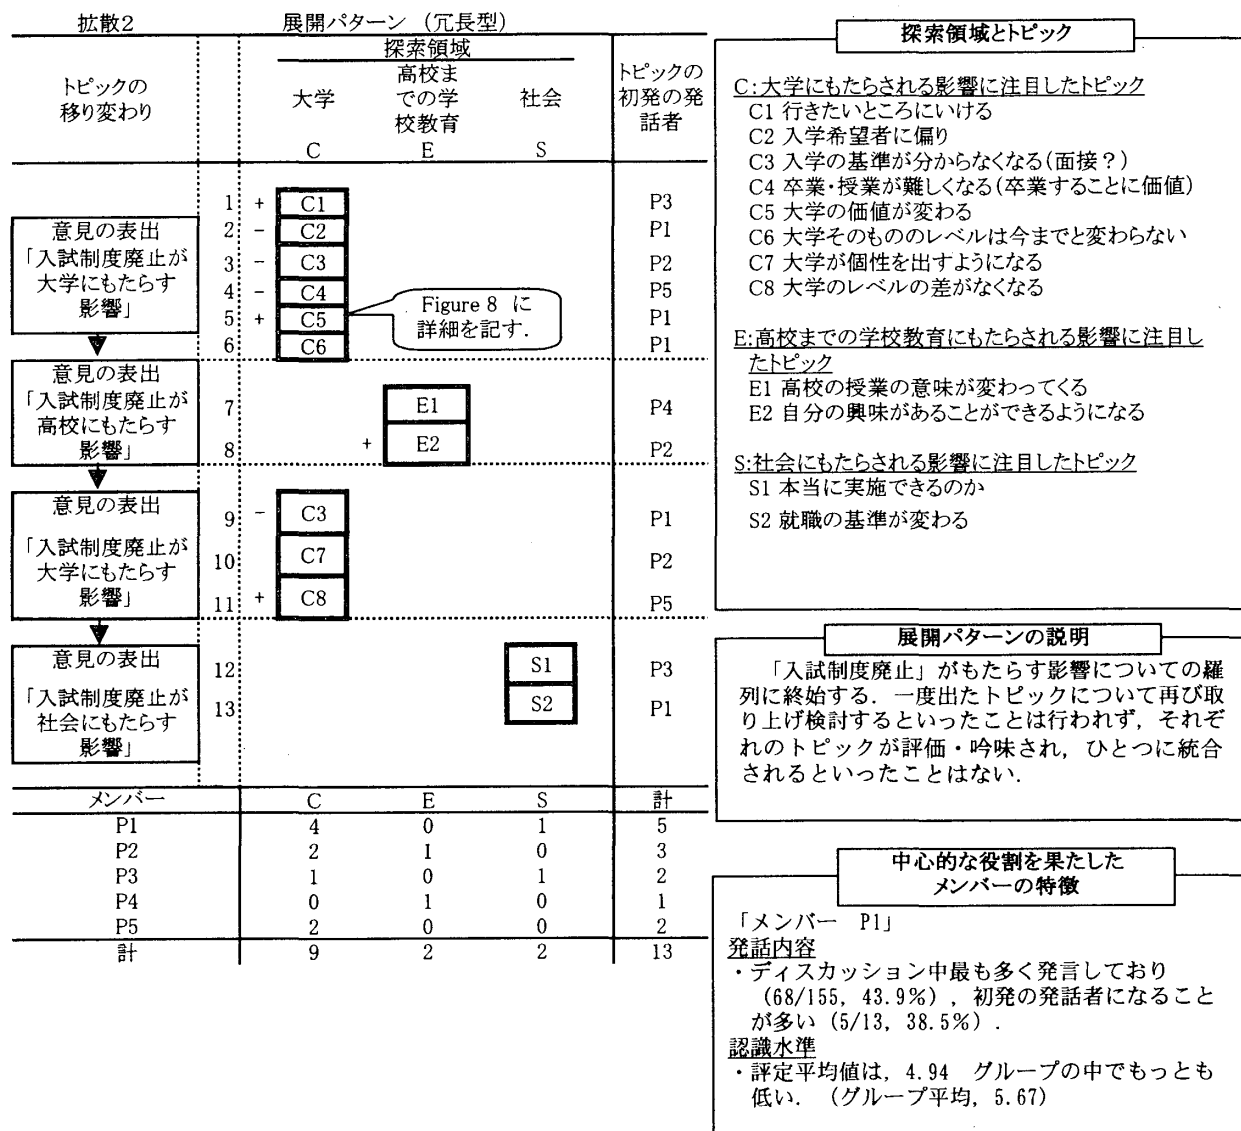 拡散2
展開パターン (冗長型)
トピックの
移り変わり
探索領域
大学
高校ま
での学
校教育
社会
C
E
S
トピックの
初発の発
話者
意見の表出
「入試制度廃止が
大学にもたらす
影響」
1 + C1 P3
2 − C2 P1
3 − C3 P2
4 − C4 P5
5 + C5 P1
6 C6 P1
Figure 8 に
詳細を記す.
意見の表出
「入試制度廃止が
高校にもたらす
影響」
7 E1 P4
8 + E2 P2
意見の表出
「入試制度廃止が
大学にもたらす
影響」
9 − C3 P1
10 C7 P2
11 + C8 P5
意見の表出
「入試制度廃止が
社会にもたらす
影響」
12 S1 P3
13 S2 P1
メンバー C E S 計
P1 4 0 1 5
P2 2 1 0 3
P3 1 0 1 2
P4 0 1 0 1
P5 2 0 0 2
計 9 2 2 13
探索領域とトピック
C:大学にもたらされる影響に注目したトピック
C1 行きたいところにいける
C2 入学希望者に偏り
C3 入学の基準が分からなくなる(面接?)
C4 卒業・授業が難しくなる(卒業することに価値)
C5 大学の価値が変わる
C6 大学そのもののレベルは今までと変わらない
C7 大学が個性を出すようになる
C8 大学のレベルの差がなくなる
E:高校までの学校教育にもたらされる影響に注目し
たトピック
E1 高校の授業の意味が変わってくる
E2 自分の興味があることができるようになる
S:社会にもたらされる影響に注目したトピック
S1 本当に実施できるのか
S2 就職の基準が変わる
展開パターンの説明
「入試制度廃止」がもたらす影響についての羅
列に終始する. 一度出たトピックについて再び取
り上げ検討するといったことは行われず, それぞ
れのトピックが評価・吟味され, ひとつに統合
されるといったことはない.
中心的な役割を果たした
メンバーの特徴
「メンバー P1」
発話内容
・ディスカッション中最も多く発言しており
(68/155, 43.9%) , 初発の発話者になること
が多い (5/13, 38.5%) .
認識水準
・評定平均値は, 4.94 グループの中でもっとも
低い. (グループ平均, 5.67)